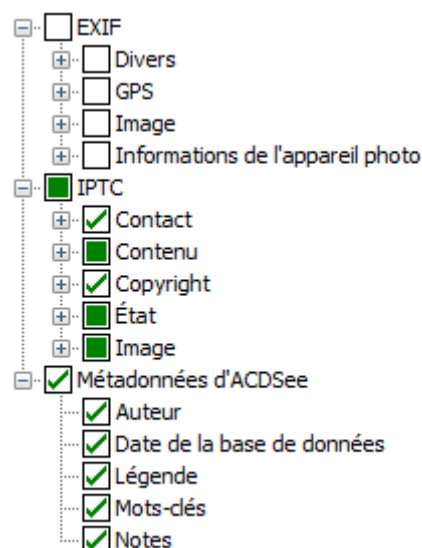 EXIF
Divers
GPS
Image
Informations de l'appareil photo
IPTC
Contact
Contenu
Copyright
État
Image
Métadonnées d'ACDSee
Auteur
Date de la base de données
Légende
Mots-clés
Notes